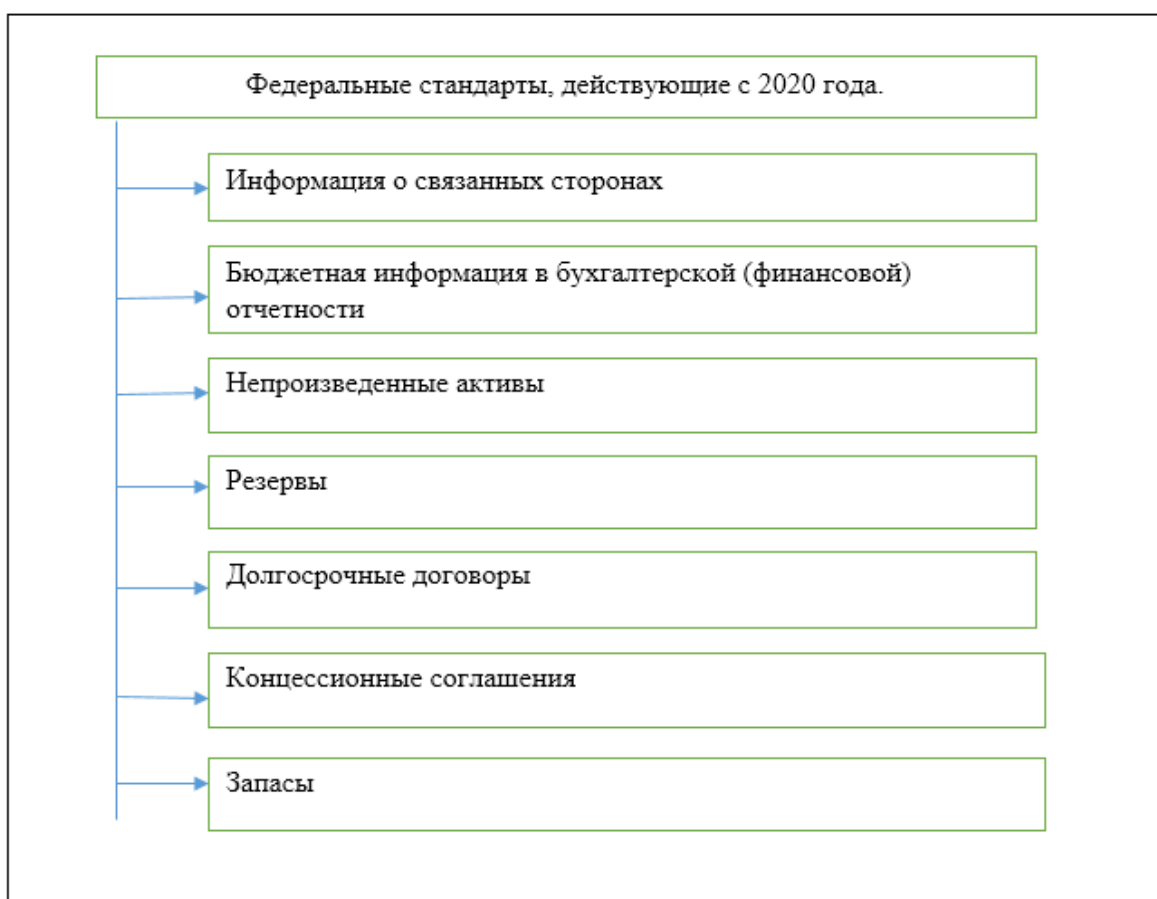 Федеральные стандарты, действующие с 2020 года.
Информация о связанных сторонах
Бюджетная информация в бухгалтерской (финансовой)
отчетности
Непроизведенные активы
Резервы
Долгосрочные договоры
Концессионные соглашения
Запасы